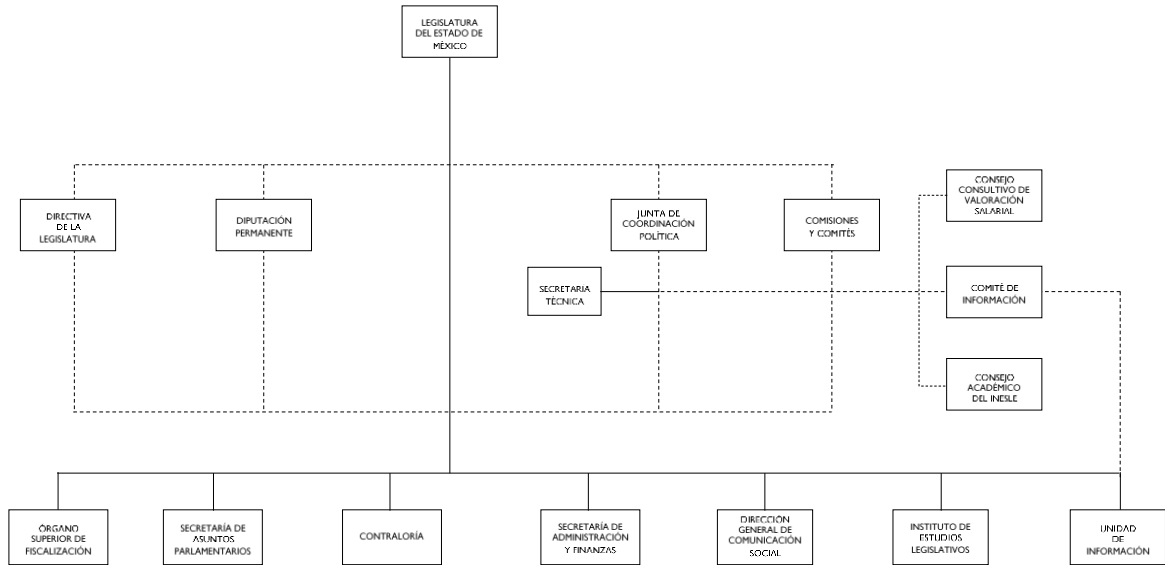 LEGISLATURA
DEL ESTADO DE
MÉXICO
DIRECTIVA
DE LA
LEGISLATURA
DIPUTACIÓN
PERMANENTE
JUNTA DE
COORDINACIÓN
POLÍTICA
COMISIONES
Y COMITÉS
CONSEJO
CONSULTIVO DE
VALORACIÓN
SALARIAL
SECRETARIA
TÉCNICA
COMITÉ DE
INFORMACIÓN
CONSEJO
ACADÉMICO
DEL INESLE
ÓRGANO
SUPERIOR DE
FISCALIZACIÓN
SECRETARÍA DE
ASUNTOS
PARLAMENTARIOS
CONTRALORÍA
SECRETARÍA DE
ADMINISTRACIÓN
Y FINANZAS
DIRECCIÓN
GENERAL DE
COMUNICACIÓN
SOCIAL
INSTITUTO DE
ESTUDIOS
LEGISLATIVOS
UNIDAD
DE
INFORMACIÓN